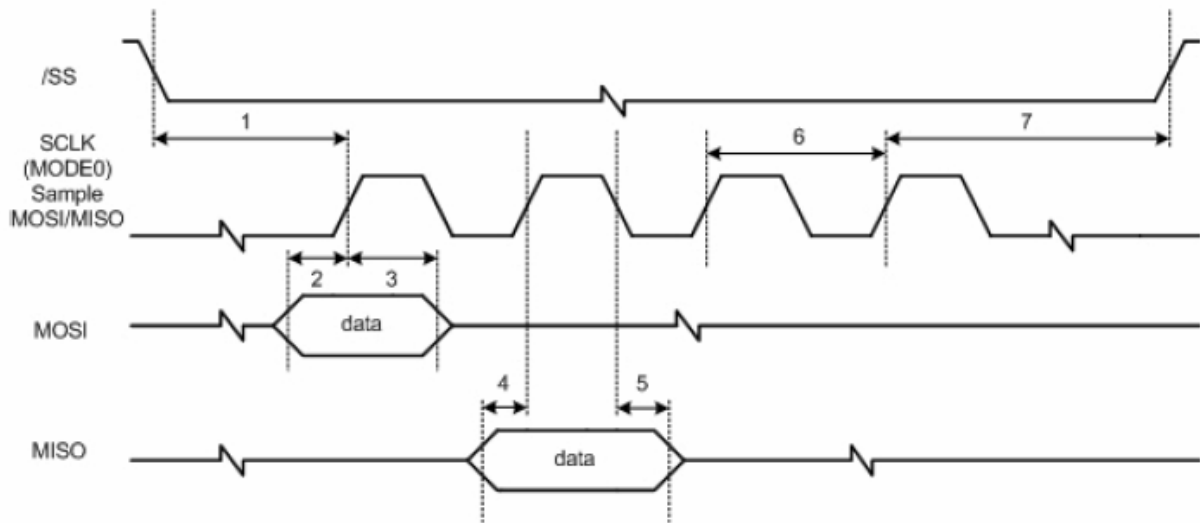 /SS
1
7
6
SCLK
(MODE0)
Sample
MOSI/MISO
2
3
MOSI
data
4
5
MISO
data